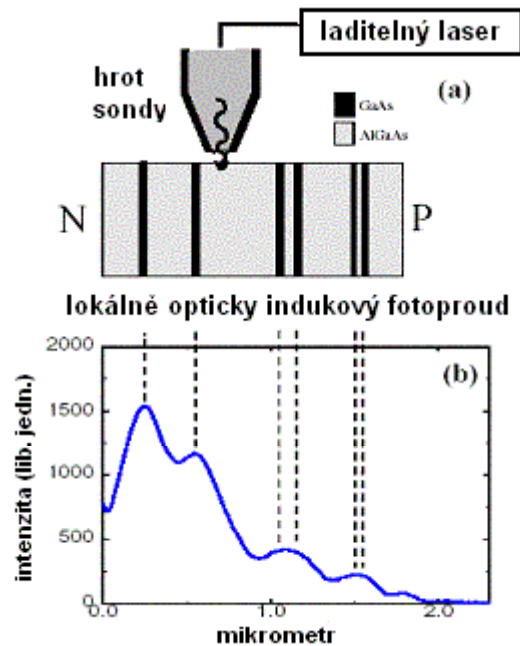 laditelný laser
hrot
sondy
(a)
GaAs
AlGaAs
N
P
lokálně opticky indukový fotoproud
(b)
intenzita (lib. jedn.)
2000
1500
1000
500
0
0.0
1.0
2.0
mikrometr